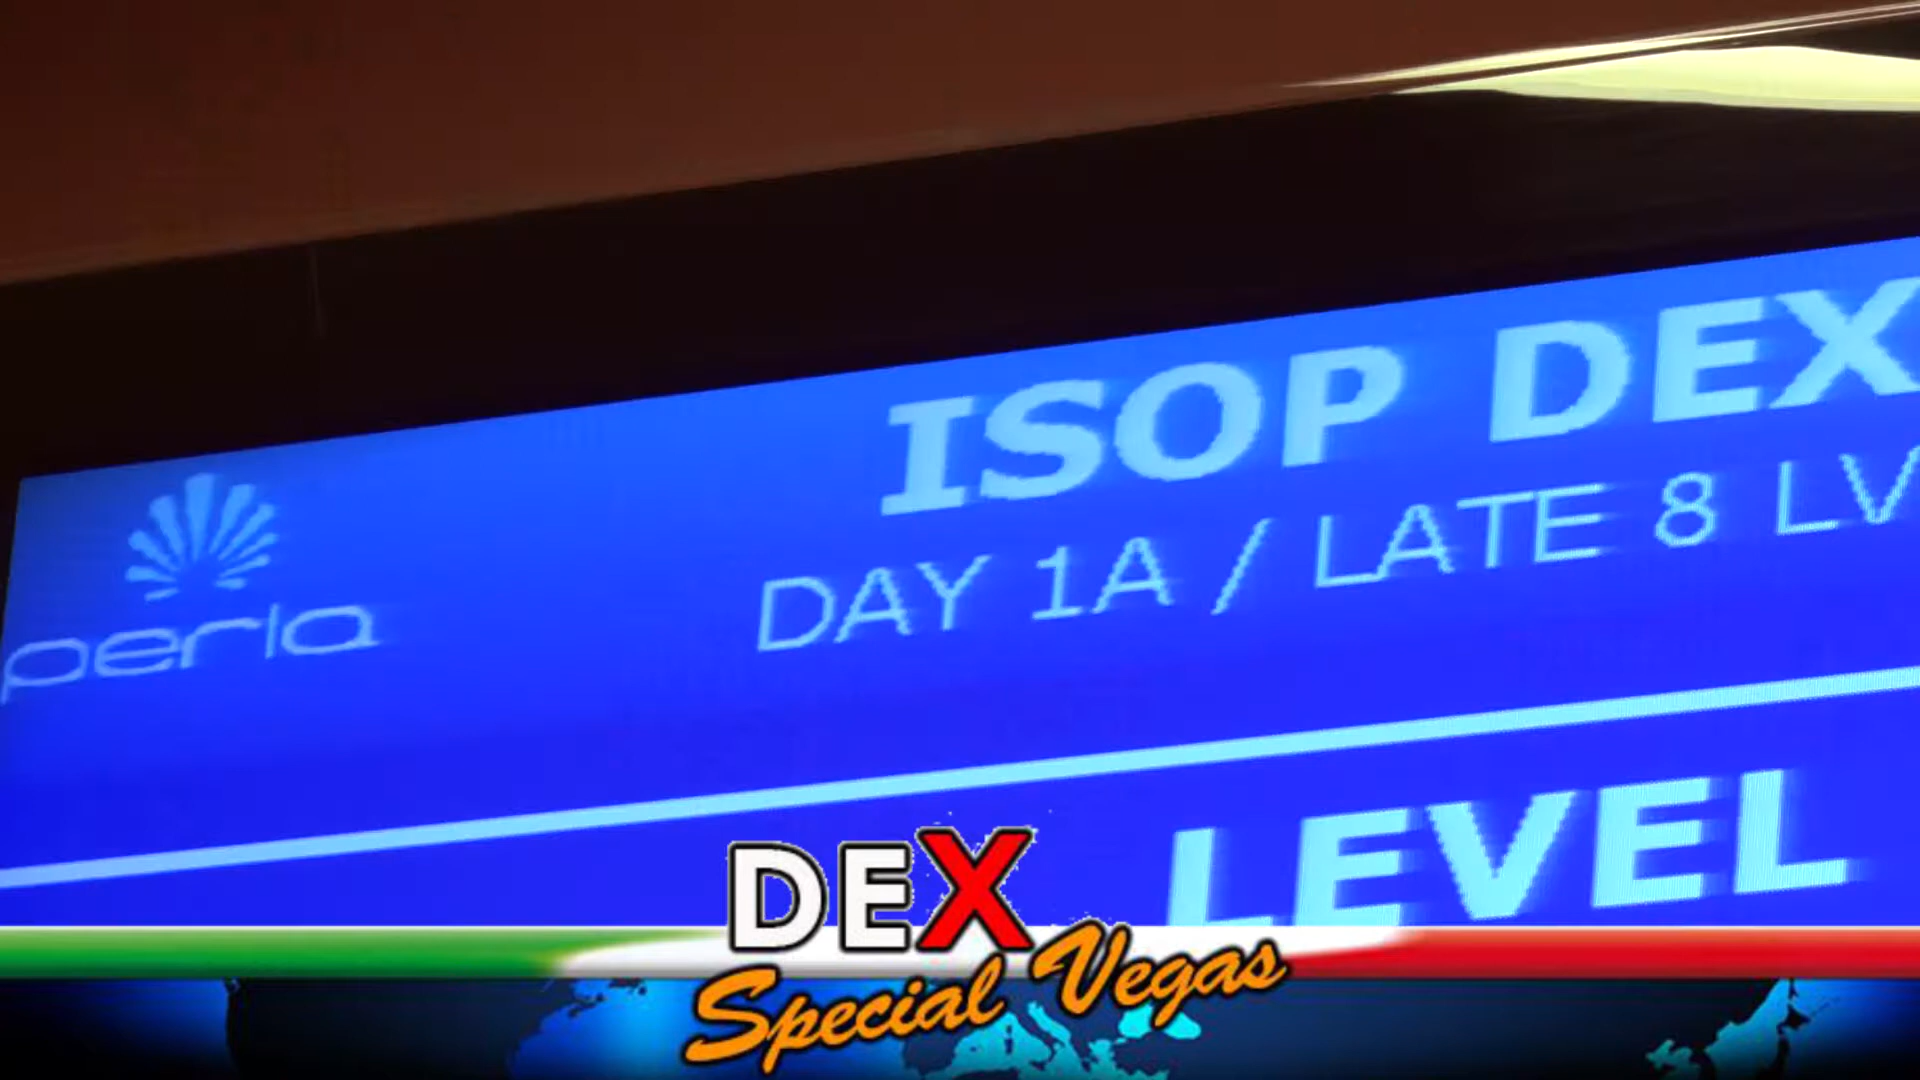 ISOP DEX
perla
DAY 1A / LATE 8 LV
LEVEL
DEX
Special Vegas